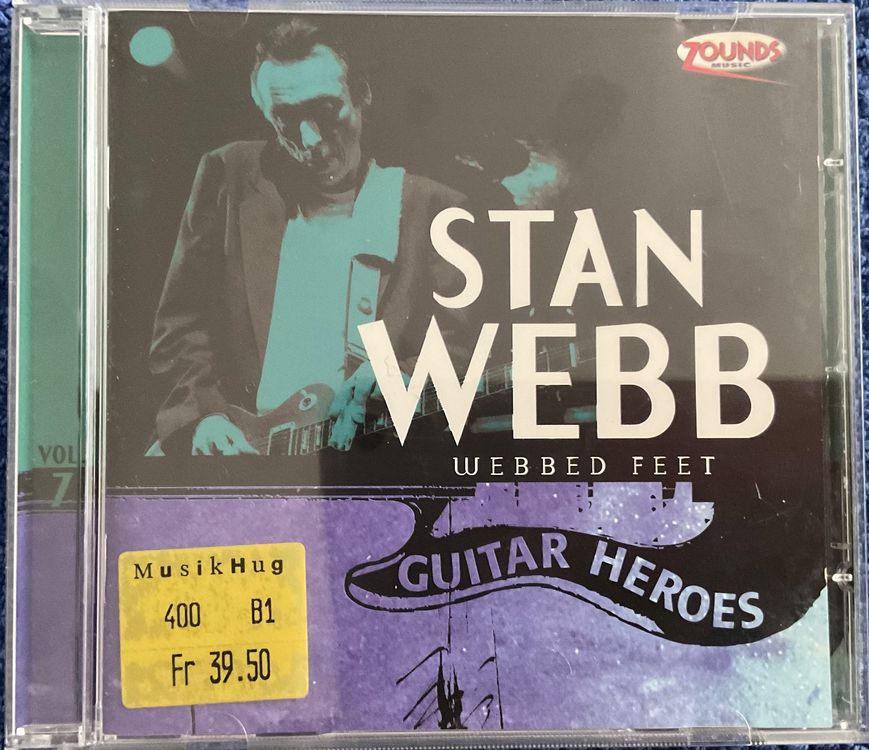 ZOUNDS
MUSIC
STAN
WEBB
WEBBED FEET
VOL.
7
GUITAR HEROES
MusikHug
400 B1
Fr 39.50